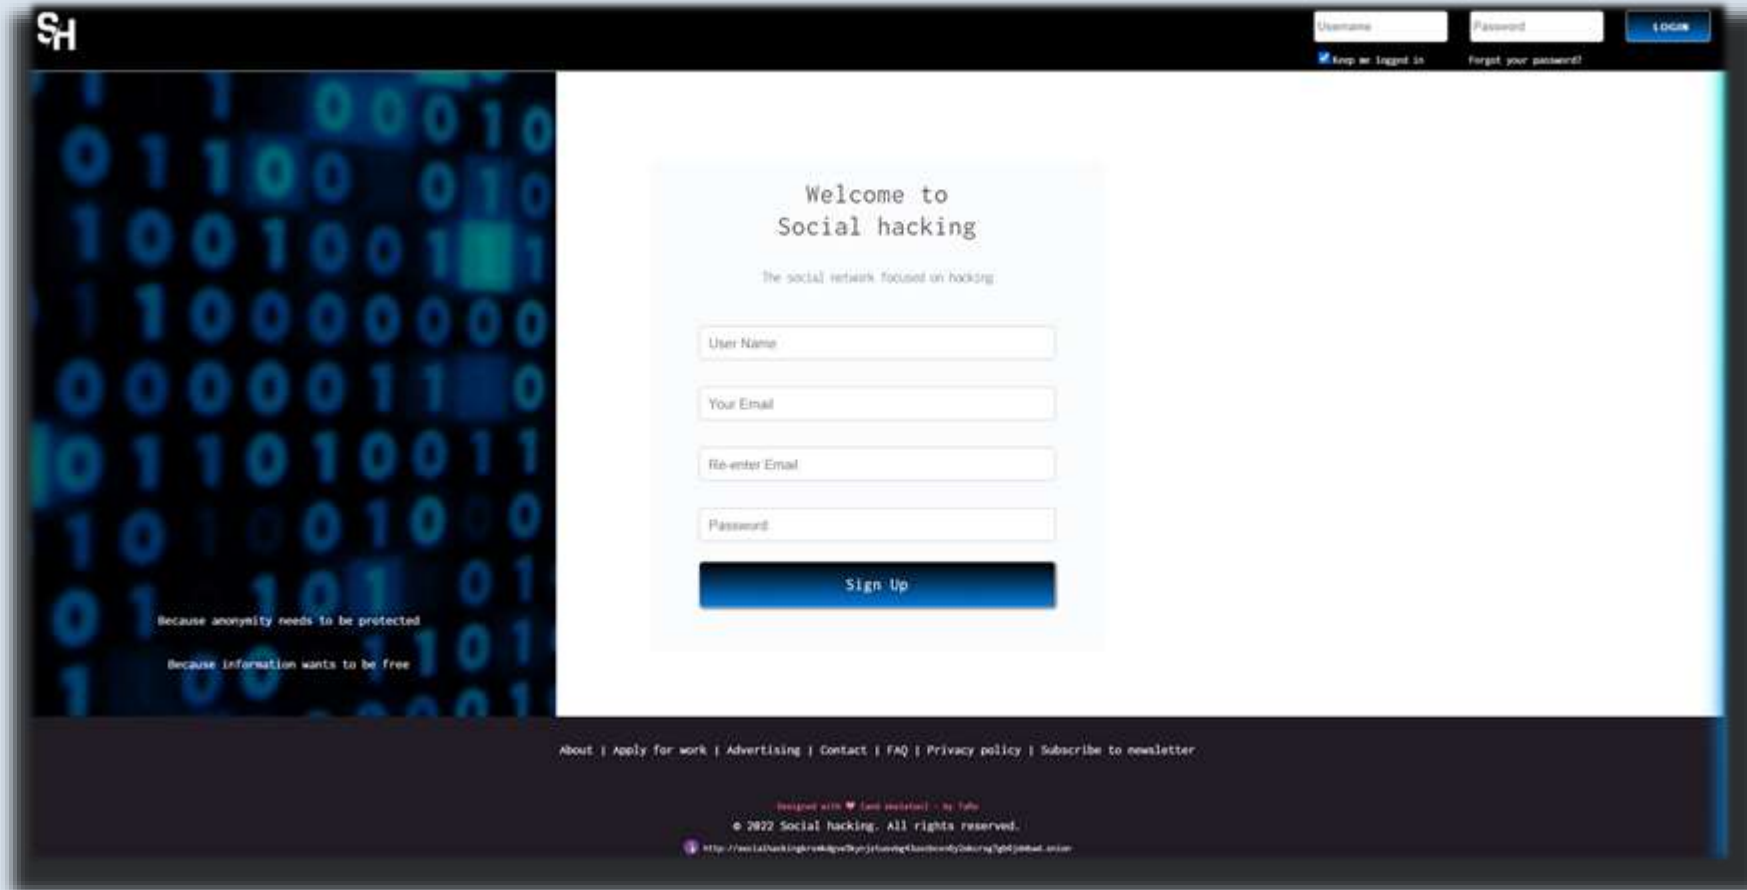 SH
Username
Password
LOGIN
Keep me logged in
Forgot your password?
Welcome to
Social hacking
The social network focused on hacking
User Name
Your Email
Re-enter Email
Password
Sign Up
Because anonymity needs to be protected
Because information wants to be free
About | Apply for work | Advertising | Contact | FAQ | Privacy policy | Subscribe to newsletter
Designed with ♥ - by
© 2022 Social hacking. All rights reserved.